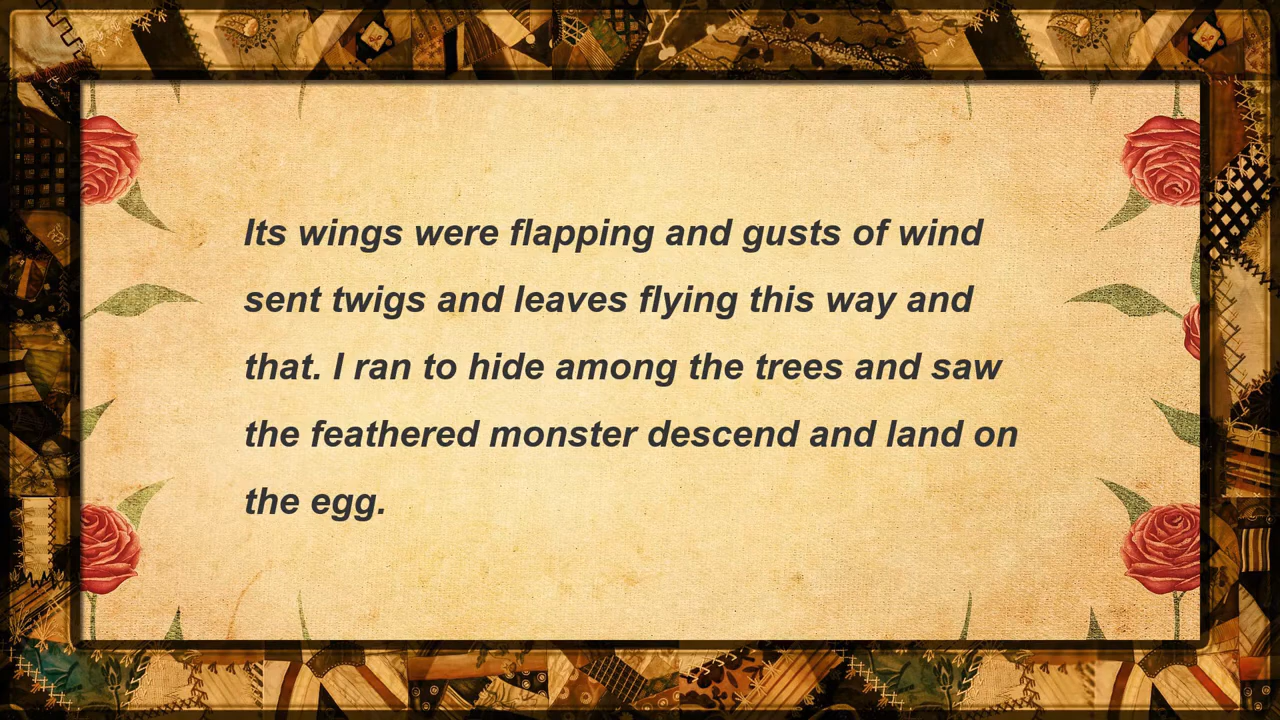 Its wings were flapping and gusts of wind
sent twigs and leaves flying this way and
that. I ran to hide among the trees and saw
the feathered monster descend and land on
the egg.